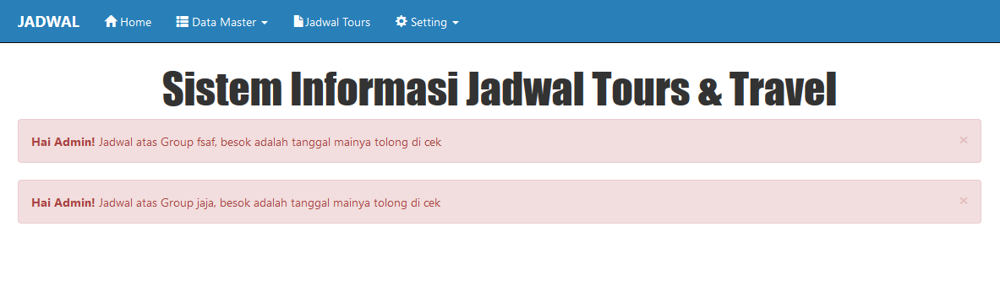 JADWAL Home Data Master Jadwal Tours Setting
Sistem Informasi Jadwal Tours & Travel
Hai Admin! Jadwal atas Group fsaf, besok adalah tanggal mainya tolong di cek ×
Hai Admin! Jadwal atas Group jaja, besok adalah tanggal mainya tolong di cek ×